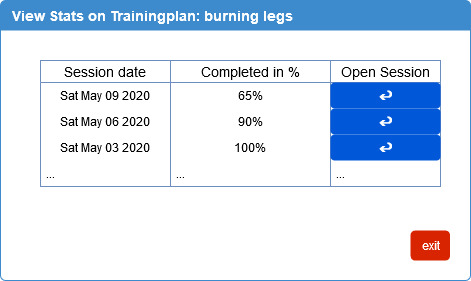 View Stats on Trainingplan: burning legs
Session date Completed in % Open Session
Sat May 09 2020 65%
Sat May 06 2020 90%
Sat May 03 2020 100%
... ... ...
exit